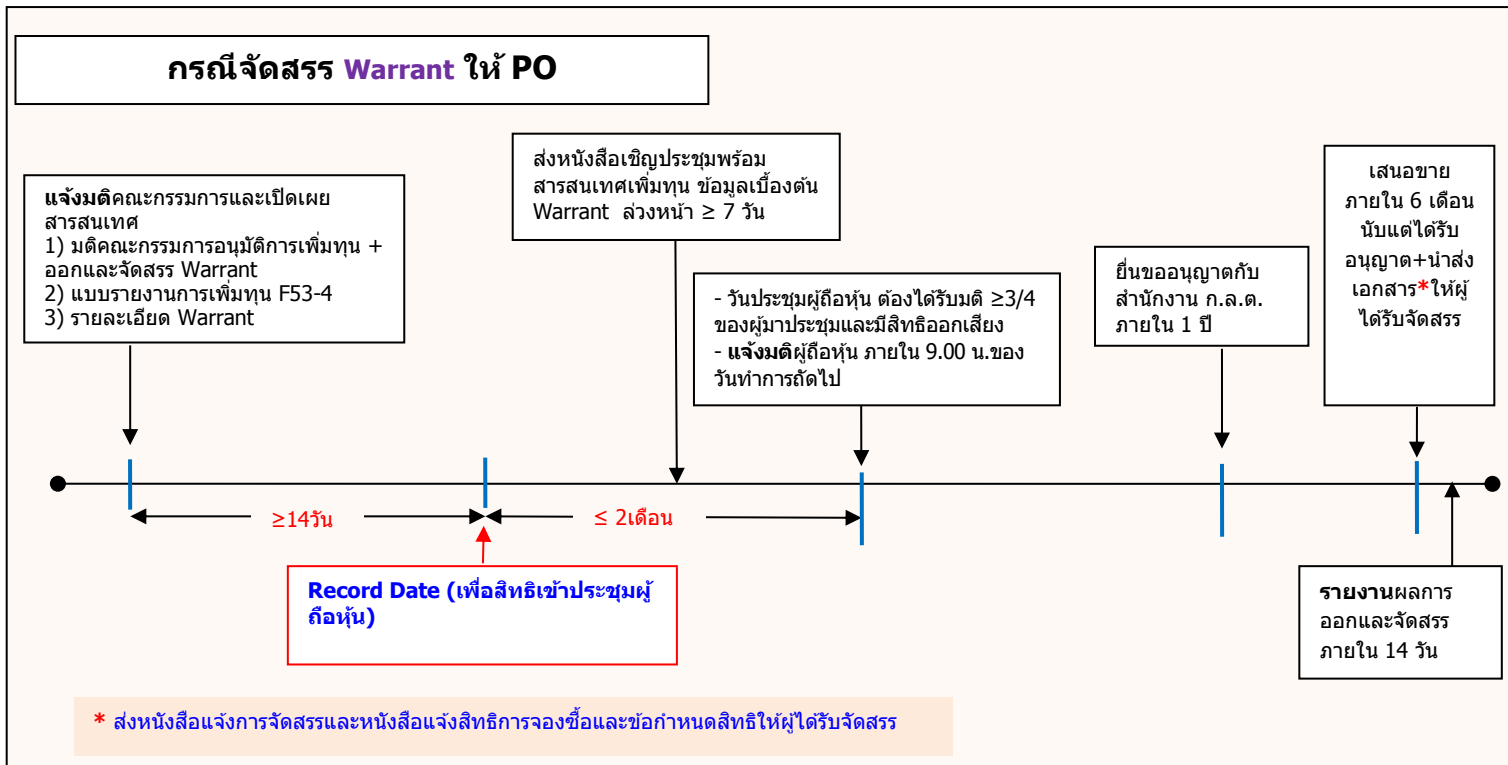 กรณีจัดสรร Warrant ให้ PO
แจ้งมติคณะกรรมการและเปิดเผย
สารสนเทศ
1) มติคณะกรรมการอนุมัติการเพิ่มทุน +
ออกและจัดสรร Warrant
2) แบบรายงานการเพิ่มทุน F53-4
3) รายละเอียด Warrant
ส่งหนังสือเชิญประชุมพร้อม
สารสนเทศเพิ่มทุน ข้อมูลเบื้องต้น
Warrant ล่วงหน้า ≥ 7 วัน
- วันประชุมผู้ถือหุ้น ต้องได้รับมติ ≥3/4
ของผู้มาประชุมและมีสิทธิออกเสียง
- แจ้งมติผู้ถือหุ้น ภายใน 9.00 น.ของ
วันทำการถัดไป
ยื่นขออนุญาตกับ
สำนักงาน ก.ล.ต.
ภายใน 1 ปี
เสนอขาย
ภายใน 6 เดือน
นับแต่ได้รับ
อนุญาต+นำส่ง
เอกสาร*ให้ผู้
ได้รับจัดสรร
≥14วัน
≤ 2เดือน
Record Date (เพื่อสิทธิเข้าประชุมผู้
ถือหุ้น)
รายงานผลการ
ออกและจัดสรร
ภายใน 14 วัน
* ส่งหนังสือแจ้งการจัดสรรและหนังสือแจ้งสิทธิการจองซื้อและข้อกำหนดสิทธิให้ผู้ได้รับจัดสรร